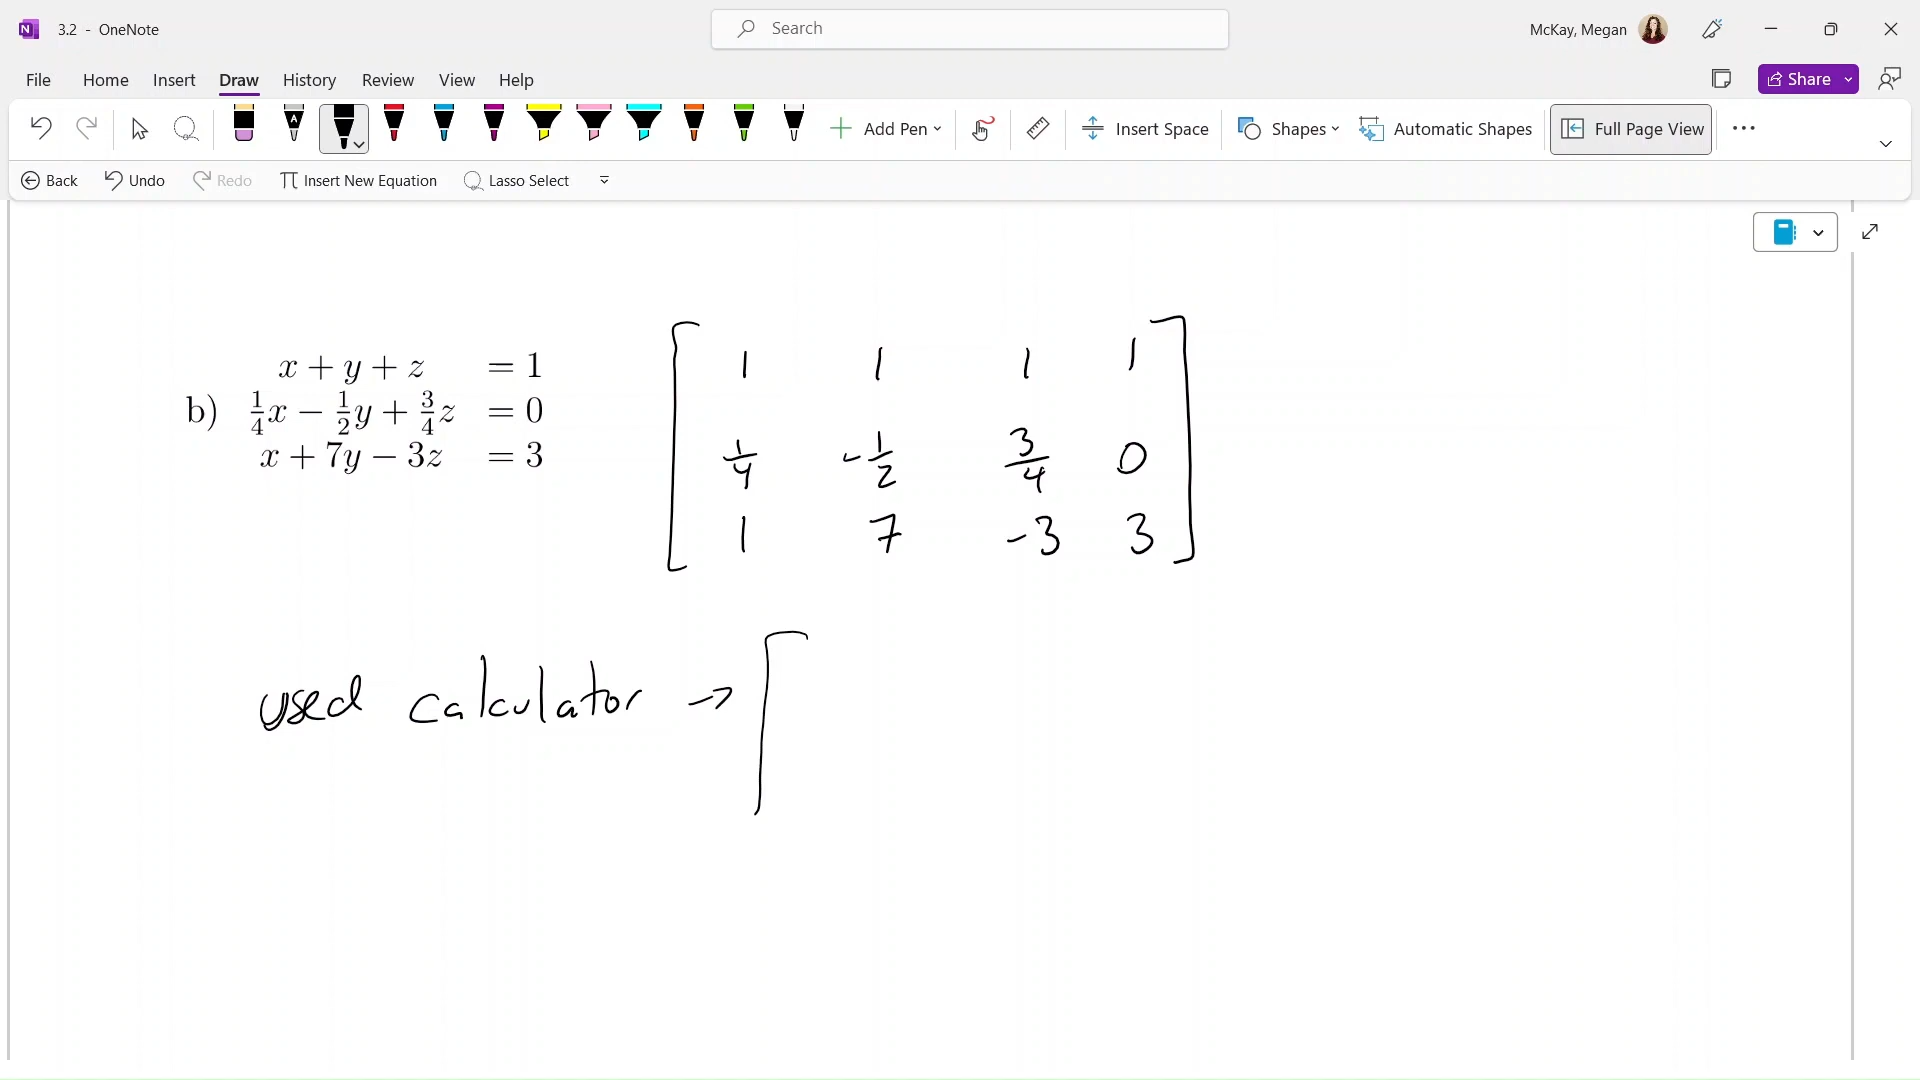 3.2 - OneNote
Search
McKay, Megan
File Home Insert Draw History Review View Help
Share
A
Add Pen
Insert Space
Shapes
Automatic Shapes
Full Page View
Back
Undo
Redo
π Insert New Equation
Lasso Select
b)
x + y + z = 1
1/4 x − 1/2 y + 3/4 z = 0
x + 7y − 3z = 3
1 1 1 1
1/4 -1/2 3/4 0
1 7 -3 3
used calculator →